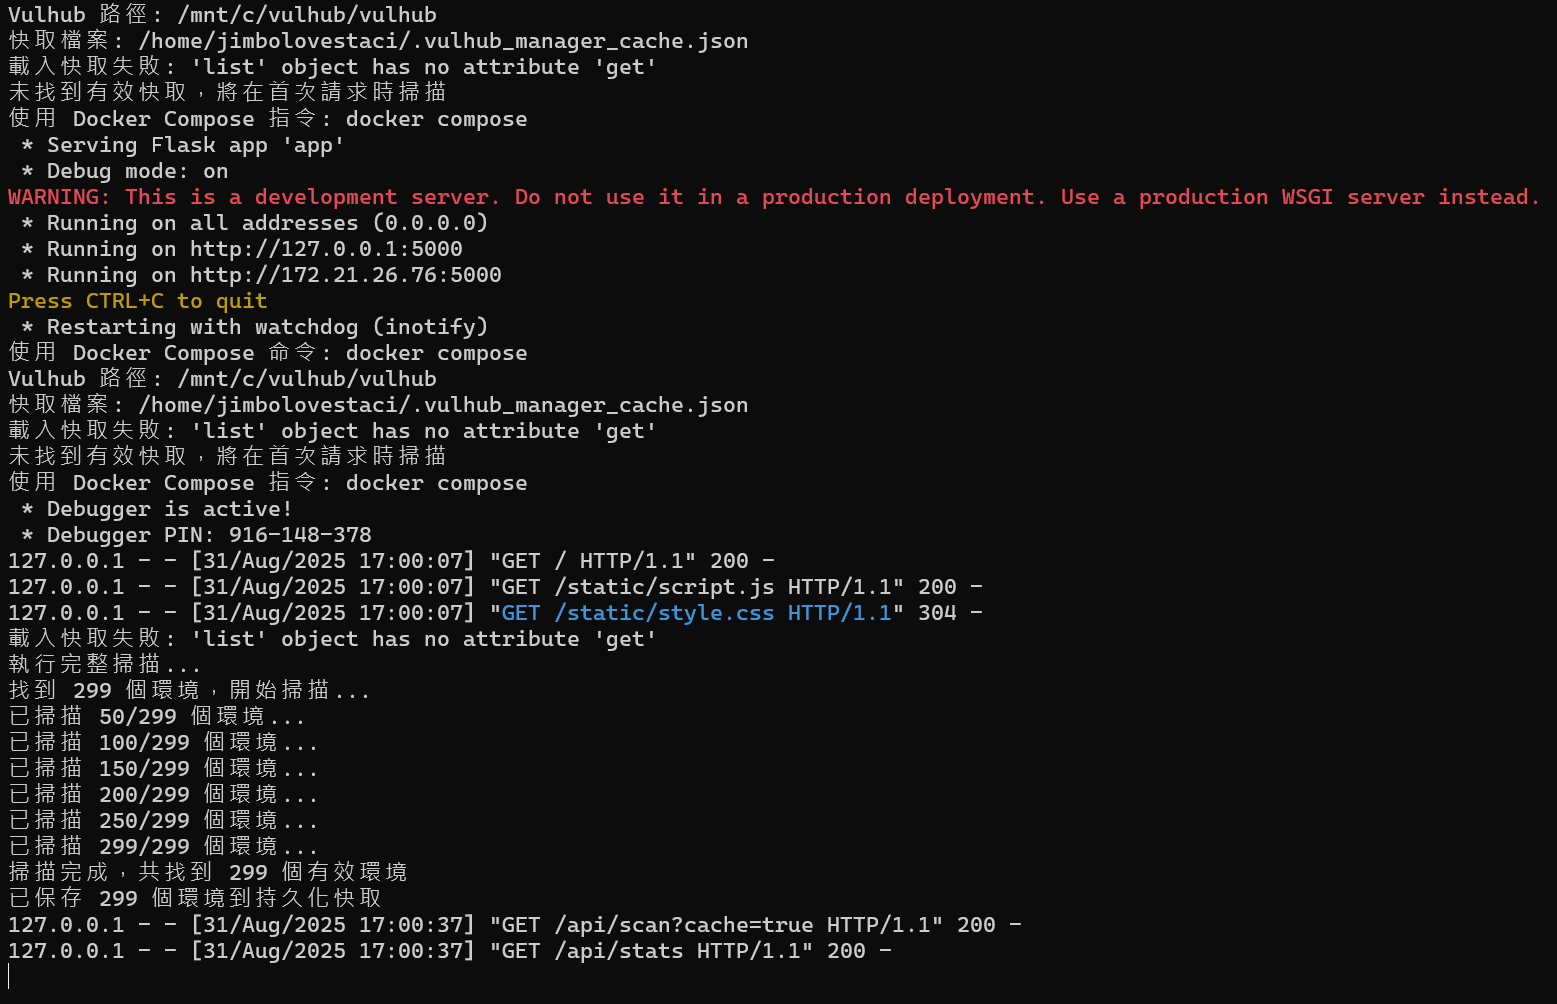 Vulhub 路徑: /mnt/c/vulhub/vulhub
快取檔案: /home/jimbolovestaci/.vulhub_manager_cache.json
載入快取失敗: 'list' object has no attribute 'get'
未找到有效快取，將在首次請求時掃描
使用 Docker Compose 指令: docker compose
 * Serving Flask app 'app'
 * Debug mode: on
WARNING: This is a development server. Do not use it in a production deployment. Use a production WSGI server instead.
 * Running on all addresses (0.0.0.0)
 * Running on http://127.0.0.1:5000
 * Running on http://172.21.26.76:5000
Press CTRL+C to quit
 * Restarting with watchdog (inotify)
使用 Docker Compose 命令: docker compose
Vulhub 路徑: /mnt/c/vulhub/vulhub
快取檔案: /home/jimbolovestaci/.vulhub_manager_cache.json
載入快取失敗: 'list' object has no attribute 'get'
未找到有效快取，將在首次請求時掃描
使用 Docker Compose 指令: docker compose
 * Debugger is active!
 * Debugger PIN: 916-148-378
127.0.0.1 - - [31/Aug/2025 17:00:07] "GET / HTTP/1.1" 200 -
127.0.0.1 - - [31/Aug/2025 17:00:07] "GET /static/script.js HTTP/1.1" 200 -
127.0.0.1 - - [31/Aug/2025 17:00:07] "GET /static/style.css HTTP/1.1" 304 -
載入快取失敗: 'list' object has no attribute 'get'
執行完整掃描...
找到 299 個環境，開始掃描...
已掃描 50/299 個環境...
已掃描 100/299 個環境...
已掃描 150/299 個環境...
已掃描 200/299 個環境...
已掃描 250/299 個環境...
已掃描 299/299 個環境...
掃描完成，共找到 299 個有效環境
已保存 299 個環境到持久化快取
127.0.0.1 - - [31/Aug/2025 17:00:37] "GET /api/scan?cache=true HTTP/1.1" 200 -
127.0.0.1 - - [31/Aug/2025 17:00:37] "GET /api/stats HTTP/1.1" 200 -